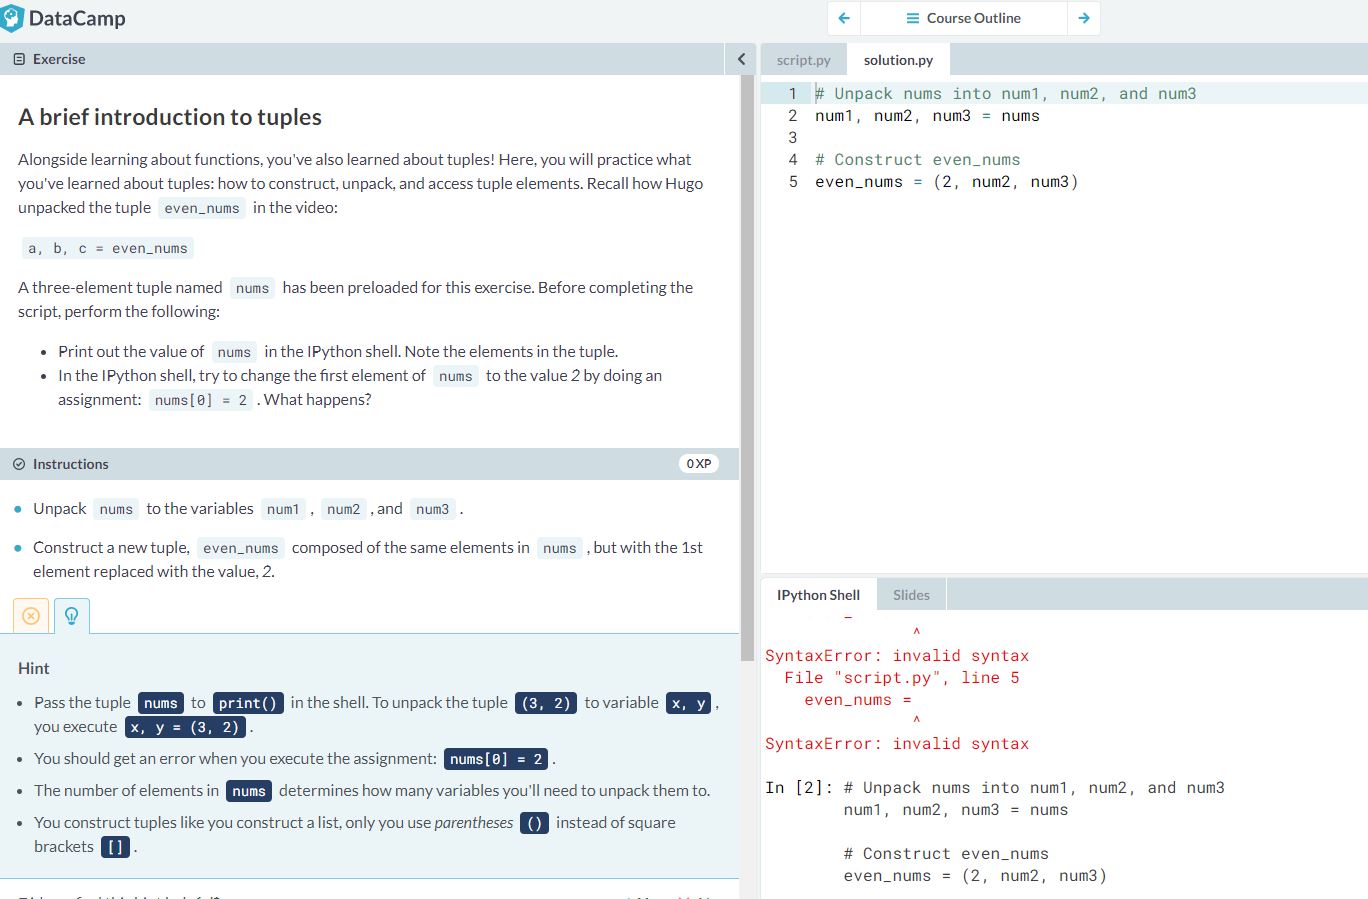 DataCamp
Course Outline
Exercise
A brief introduction to tuples
Alongside learning about functions, you've also learned about tuples! Here, you will practice what
you've learned about tuples: how to construct, unpack, and access tuple elements. Recall how Hugo
unpacked the tuple even_nums in the video:
a, b, c = even_nums
A three-element tuple named nums has been preloaded for this exercise. Before completing the
script, perform the following:
• Print out the value of nums in the IPython shell. Note the elements in the tuple.
• In the IPython shell, try to change the first element of nums to the value 2 by doing an
assignment: nums[0] = 2 . What happens?
Instructions
0 XP
• Unpack nums to the variables num1 , num2 , and num3 .
• Construct a new tuple, even_nums composed of the same elements in nums , but with the 1st
element replaced with the value, 2.
Hint
• Pass the tuple nums to print() in the shell. To unpack the tuple (3, 2) to variable x, y ,
you execute x, y = (3, 2) .
• You should get an error when you execute the assignment: nums[0] = 2 .
• The number of elements in nums determines how many variables you'll need to unpack them to.
• You construct tuples like you construct a list, only you use parentheses () instead of square
brackets [] .
script.py solution.py
1 # Unpack nums into num1, num2, and num3
2 num1, num2, num3 = nums
3
4 # Construct even_nums
5 even_nums = (2, num2, num3)
IPython Shell Slides
^
SyntaxError: invalid syntax
File "script.py", line 5
even_nums =
^
SyntaxError: invalid syntax
In [2]: # Unpack nums into num1, num2, and num3
num1, num2, num3 = nums
# Construct even_nums
even_nums = (2, num2, num3)